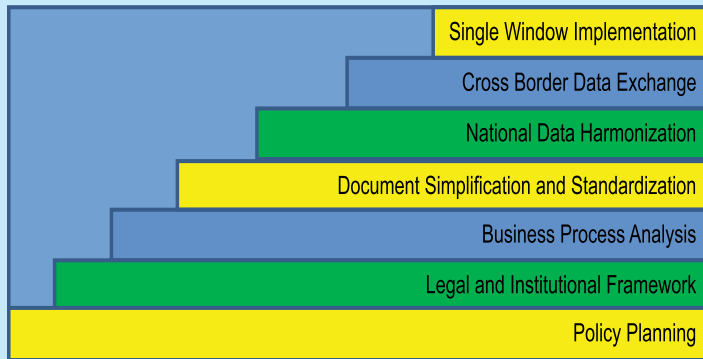 Single Window Implementation
Cross Border Data Exchange
National Data Harmonization
Document Simplification and Standardization
Business Process Analysis
Legal and Institutional Framework
Policy Planning